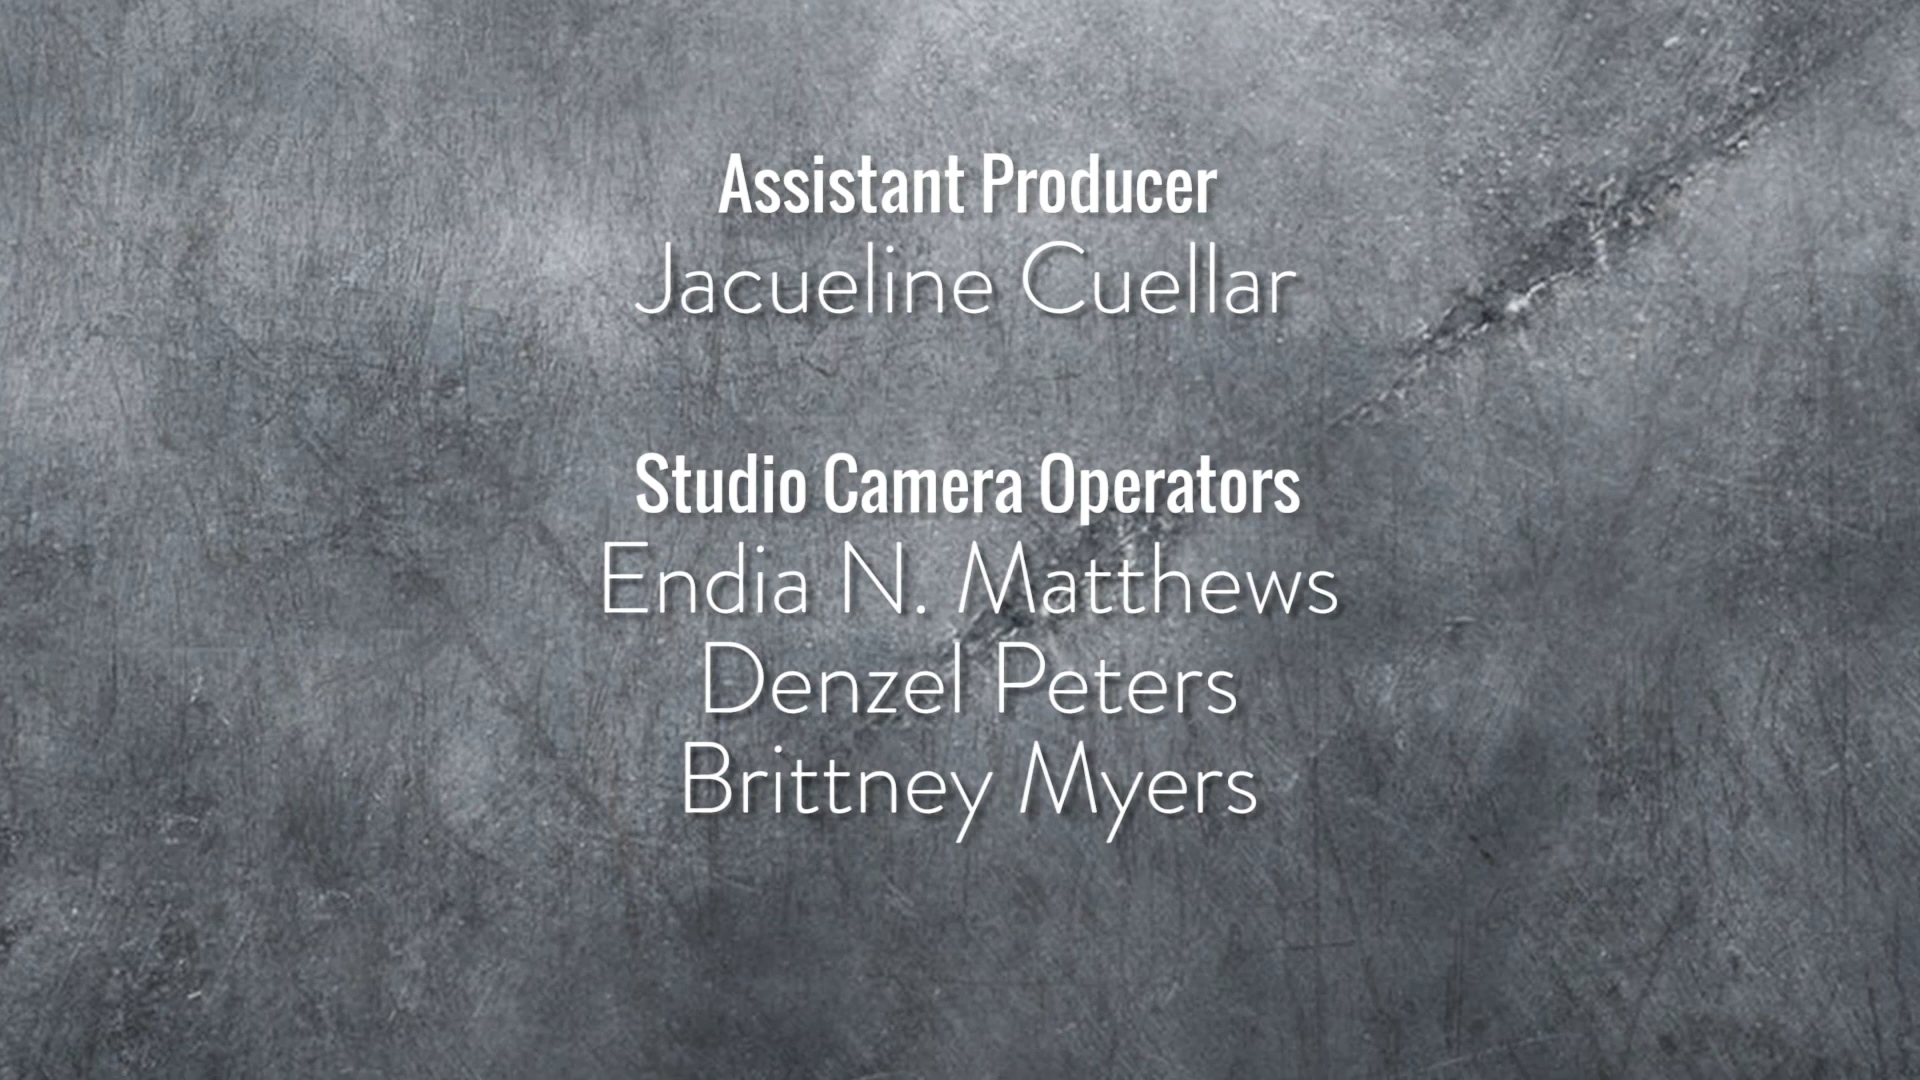 Assistant Producer
Jacueline Cuellar
Studio Camera Operators
Endia N. Matthews
Denzel Peters
Brittney Myers